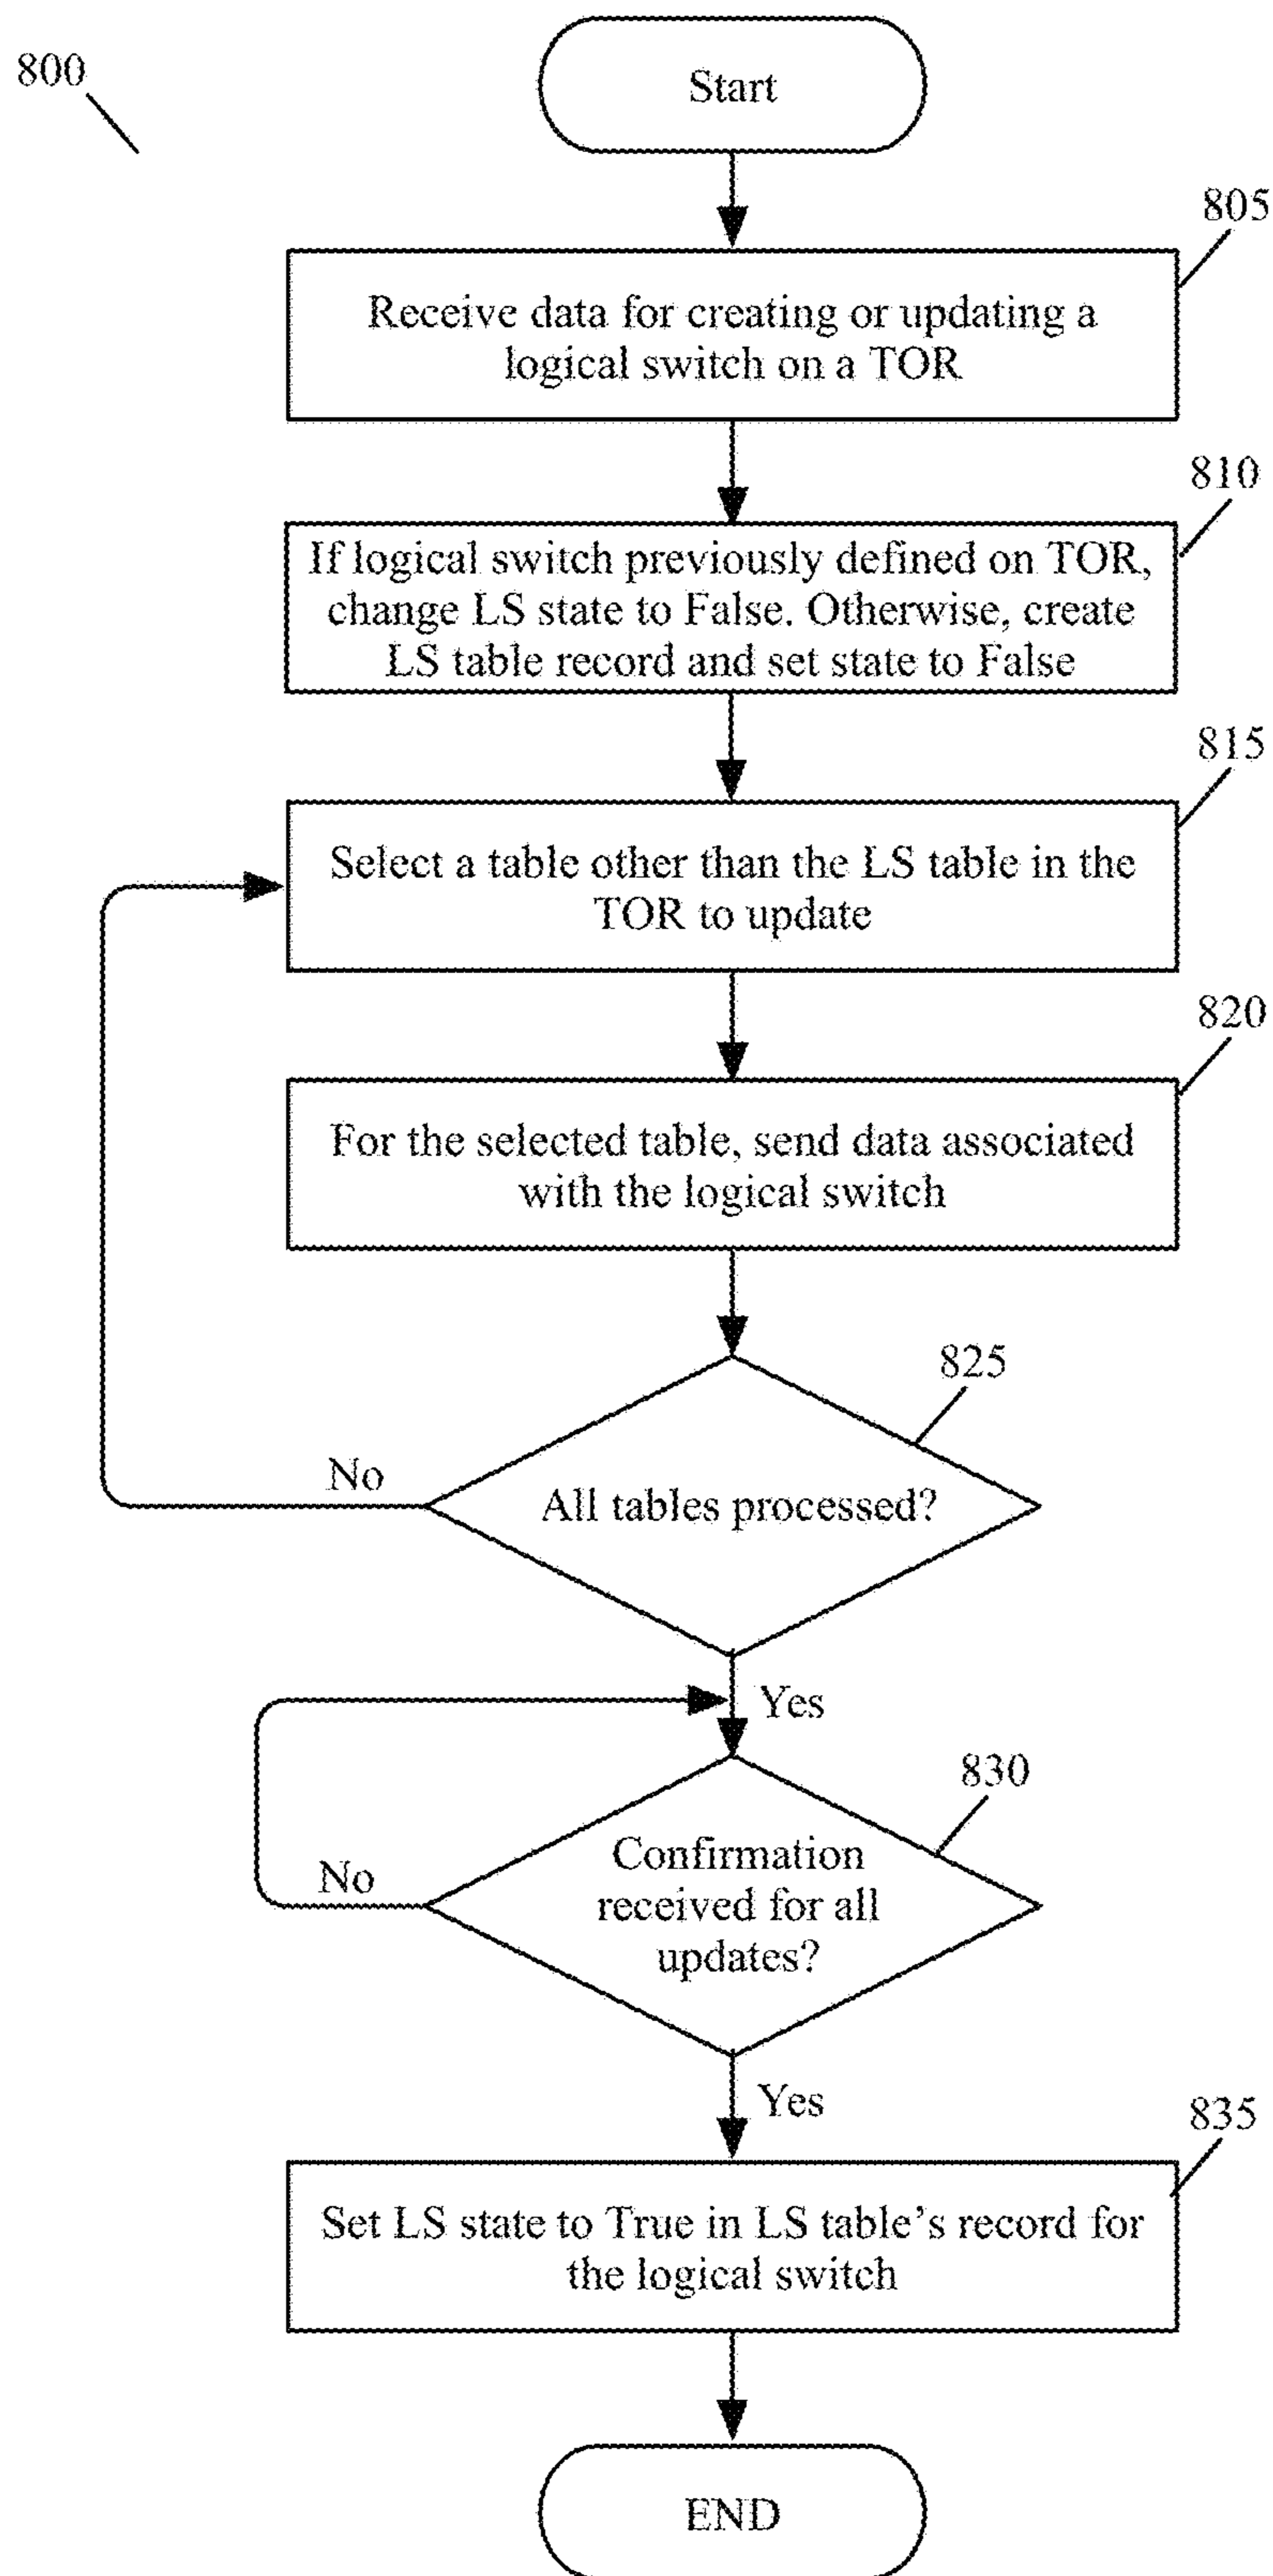 800
Start
805
Receive data for creating or updating a
logical switch on a TOR
810
If logical switch previously defined on TOR,
change LS state to False. Otherwise, create
LS table record and set state to False
815
Select a table other than the LS table in the
TOR to update
820
For the selected table, send data associated
with the logical switch
825
No
All tables processed?
Yes
830
Confirmation
received for all
updates?
No
Yes
835
Set LS state to True in LS table's record for
the logical switch
END